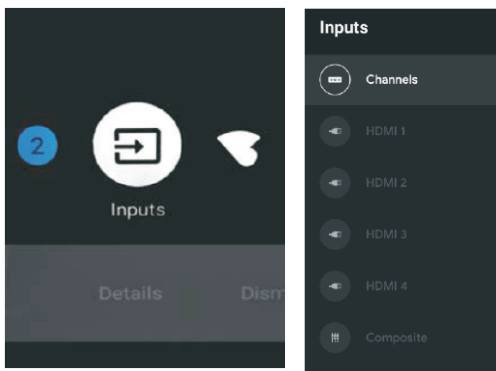 2
Inputs
Details
Dism
Inputs
Channels
HDMI 1
HDMI 2
HDMI 3
HDMI 4
Composite